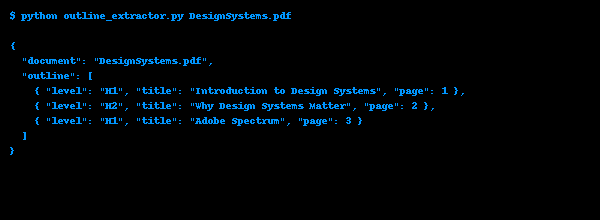 $ python outline_extractor.py DesignSystems.pdf
{
"document": "DesignSystems.pdf",
"outline": [
{ "level": "H1", "title": "Introduction to Design Systems", "page": 1 },
{ "level": "H2", "title": "Why Design Systems Matter", "page": 2 },
{ "level": "H1", "title": "Adobe Spectrum", "page": 3 }
]
}